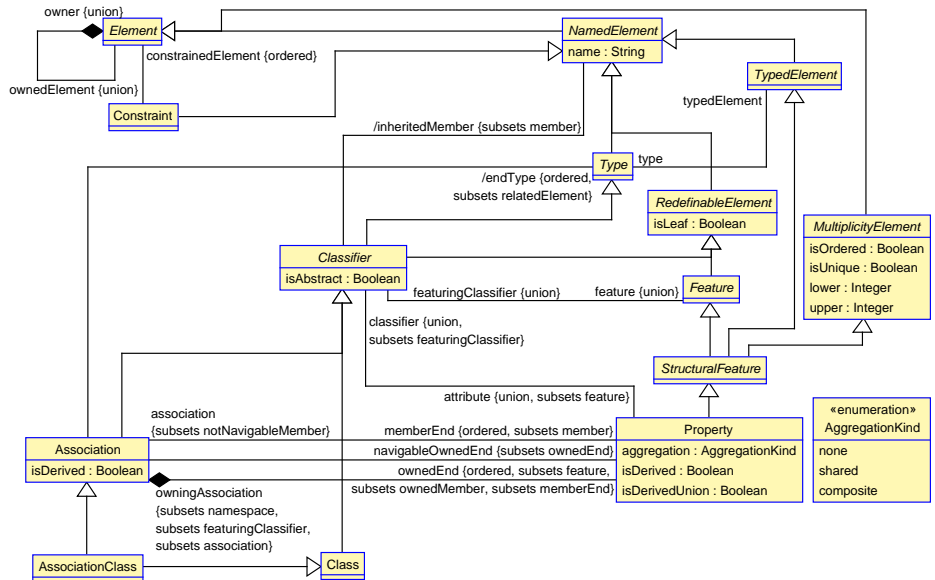 owner {union}
Element
NamedElement
name : String
constrainedElement {ordered}
ownedElement {union}
TypedElement
typedElement
Constraint
/inheritedMember {subsets member}
Type
type
/endType {ordered,
subsets relatedElement}
RedefinableElement
isLeaf : Boolean
MultiplicityElement
isOrdered : Boolean
isUnique : Boolean
lower : Integer
upper : Integer
Classifier
isAbstract : Boolean
featuringClassifier {union}
feature {union}
Feature
classifier {union,
subsets featuringClassifier}
StructuralFeature
attribute {union, subsets feature}
association
{subsets notNavigableMember}
memberEnd {ordered, subsets member}
navigableOwnedEnd {subsets ownedEnd}
ownedEnd {ordered, subsets feature,
subsets ownedMember, subsets memberEnd}
Property
aggregation : AggregationKind
isDerived : Boolean
isDerivedUnion : Boolean
«enumeration»
AggregationKind
none
shared
composite
Association
isDerived : Boolean
owningAssociation
{subsets namespace,
subsets featuringClassifier,
subsets association}
AssociationClass
Class